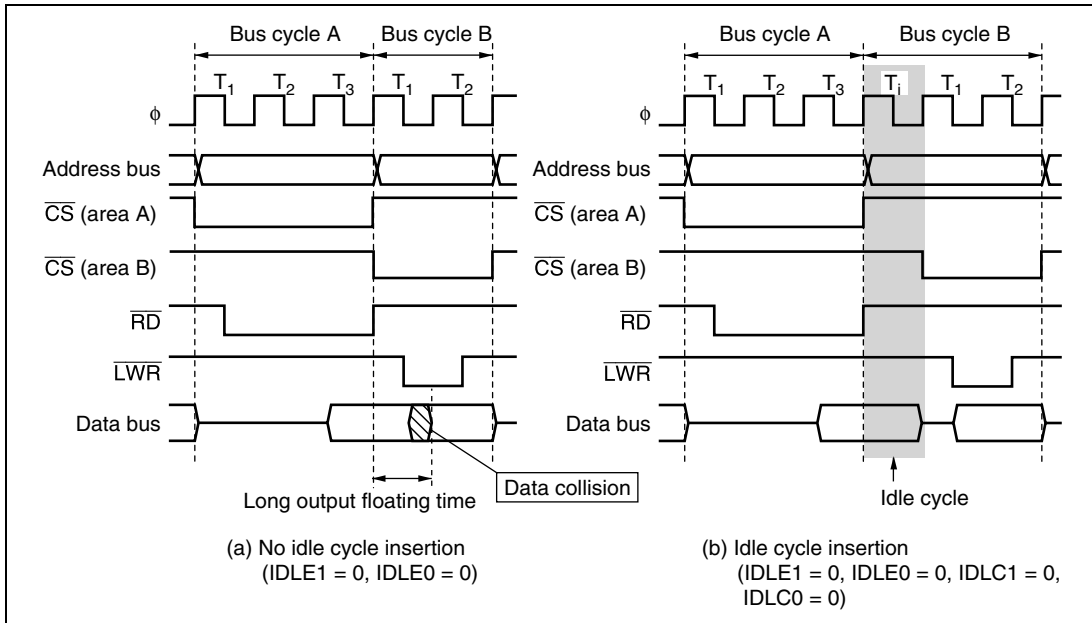 Bus cycle A
Bus cycle B
T1 T2 T3 T1 T2
φ
Address bus
CS (area A)
CS (area B)
RD
LWR
Data bus
Long output floating time
Data collision
(a) No idle cycle insertion
(IDLE1 = 0, IDLE0 = 0)
Bus cycle A
Bus cycle B
T1 T2 T3 Ti T1 T2
φ
Address bus
CS (area A)
CS (area B)
RD
LWR
Data bus
Idle cycle
(b) Idle cycle insertion
(IDLE1 = 0, IDLE0 = 0, IDLC1 = 0,
IDLC0 = 0)